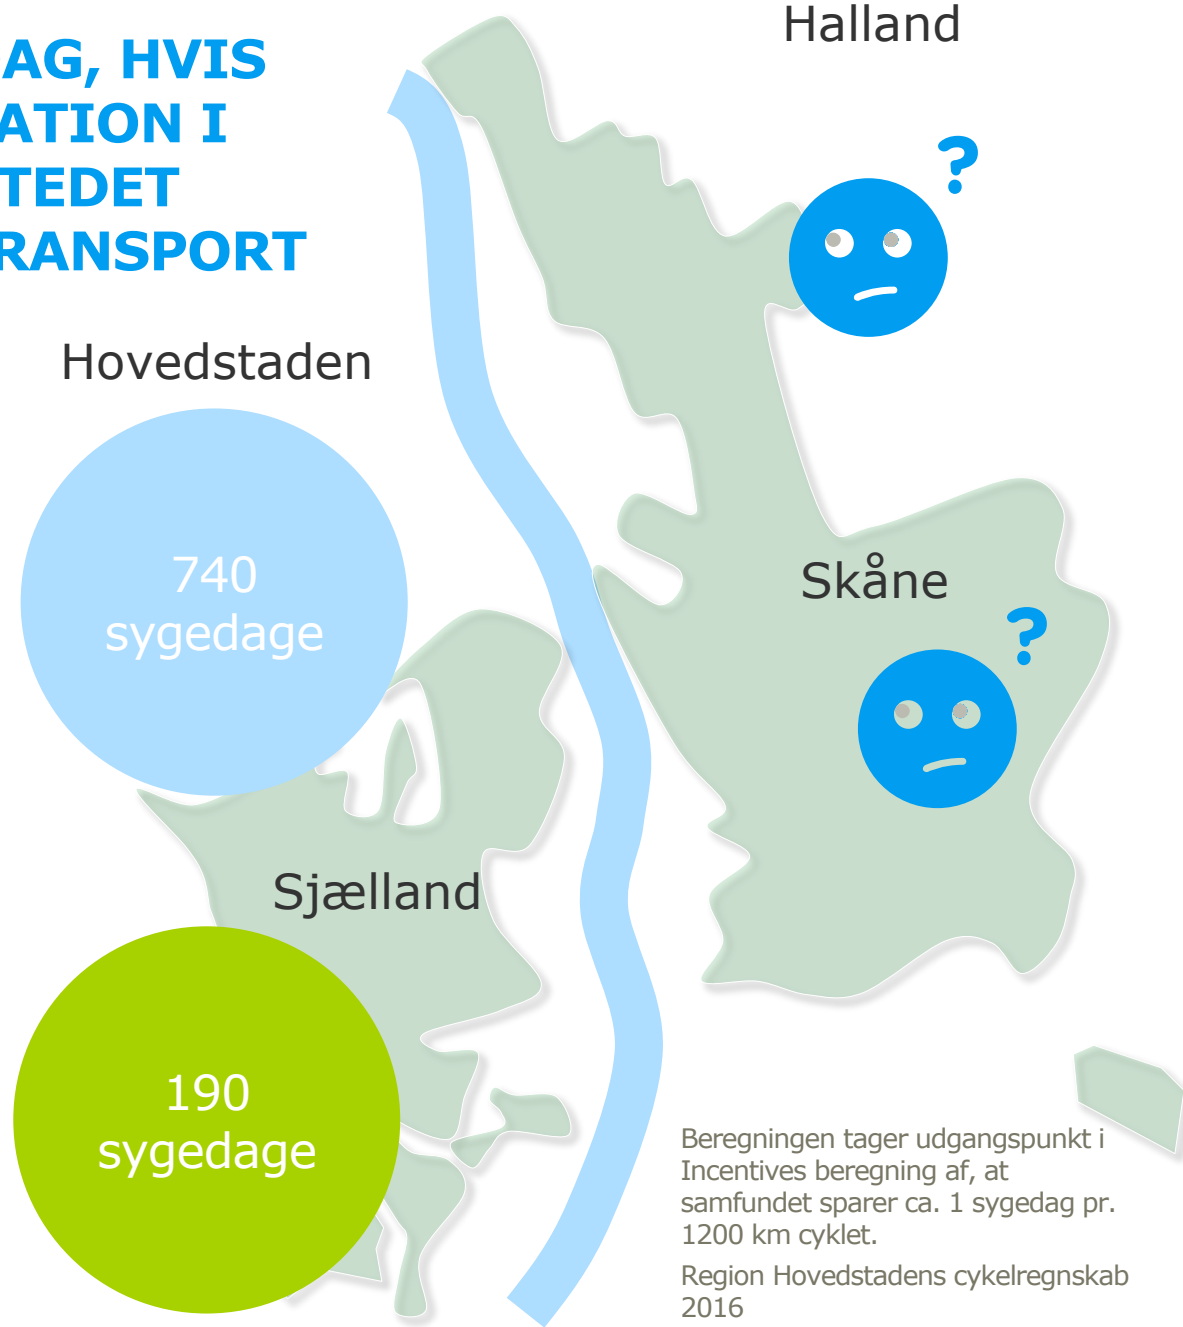 AG, HVIS
ATION I
TEDET
RANSPORT
Halland
?
Hovedstaden
740
sygedage
Skåne
?
Sjælland
190
sygedage
Beregningen tager udgangspunkt i
Incentives beregning af, at
samfundet sparer ca. 1 sygedag pr.
1200 km cyklet.
Region Hovedstadens cykelregnskab
2016